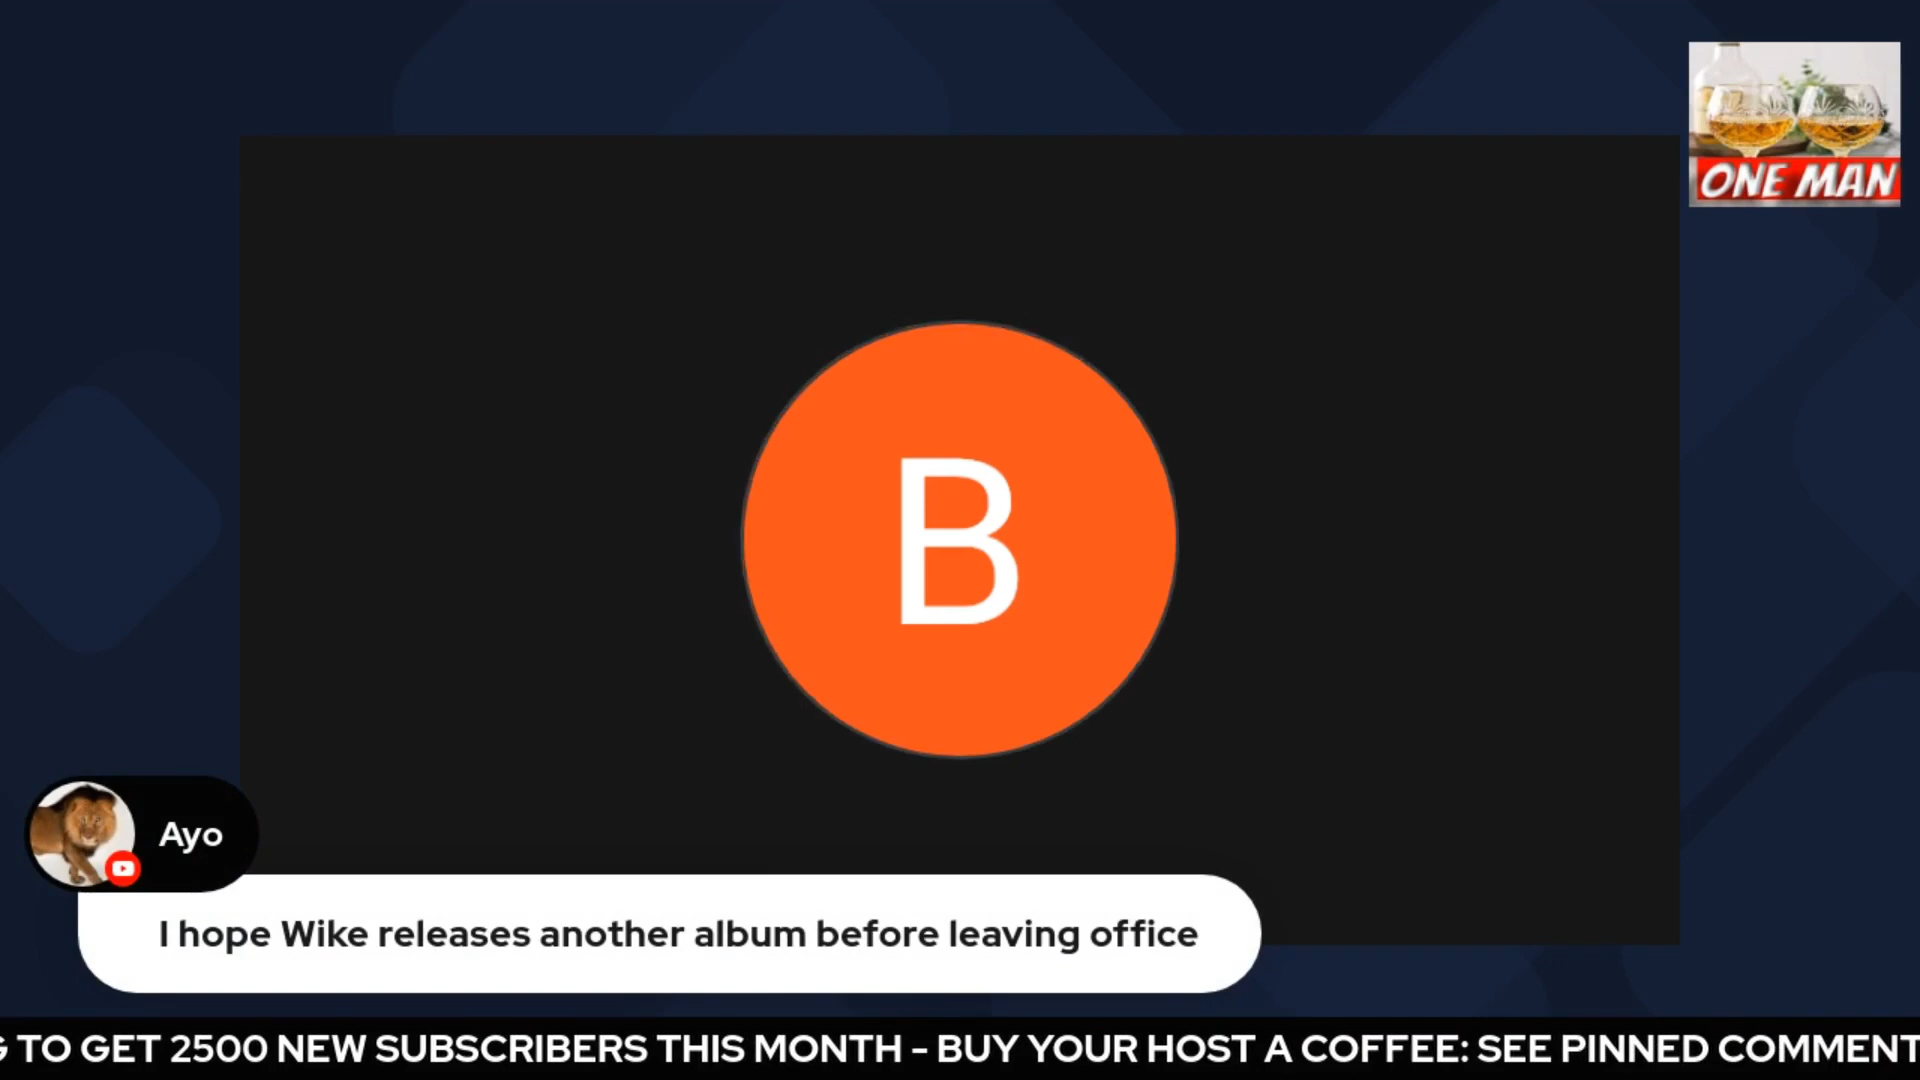 ONE MAN
B
Ayo
I hope Wike releases another album before leaving office
G TO GET 2500 NEW SUBSCRIBERS THIS MONTH - BUY YOUR HOST A COFFEE: SEE PINNED COMMENT